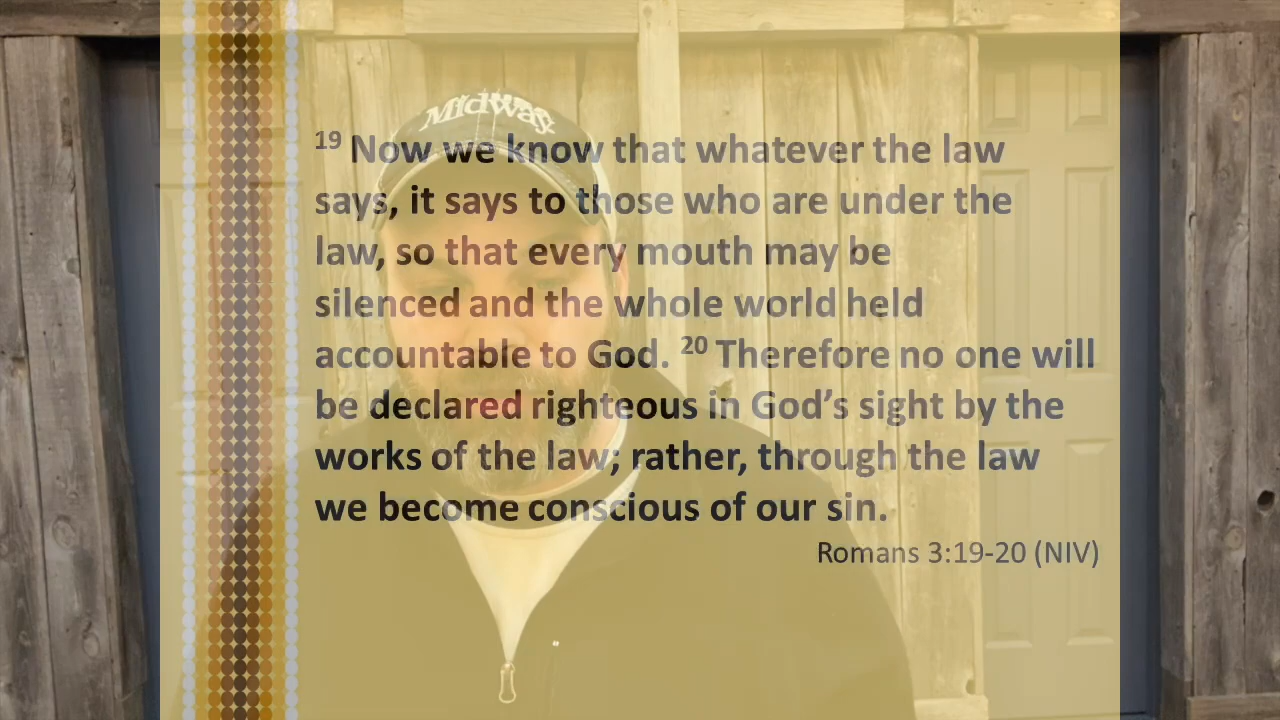 Midway
19 Now we know that whatever the law
says, it says to those who are under the
law, so that every mouth may be
silenced and the whole world held
accountable to God. 20 Therefore no one will
be declared righteous in God’s sight by the
works of the law; rather, through the law
we become conscious of our sin.
Romans 3:19-20 (NIV)